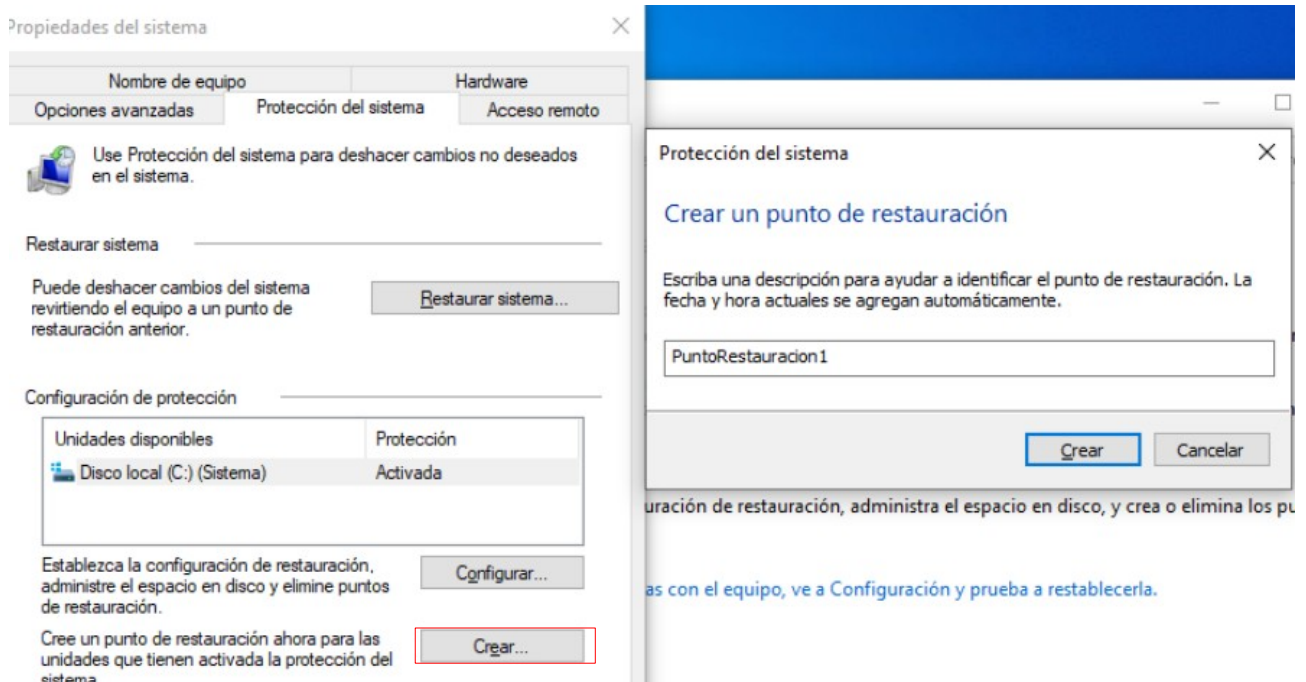 Propiedades del sistema
Nombre de equipo
Hardware
Opciones avanzadas
Protección del sistema
Acceso remoto
Use Protección del sistema para deshacer cambios no deseados
en el sistema.
Restaurar sistema
Puede deshacer cambios del sistema
revirtiendo el equipo a un punto de
restauración anterior.
Restaurar sistema...
Configuración de protección
Unidades disponibles
Protección
Disco local (C:) (Sistema)
Activada
Establezca la configuración de restauración,
administre el espacio en disco y elimine puntos
de restauración.
Configurar...
Cree un punto de restauración ahora para las
unidades que tienen activada la protección del
sistema
Crear...
Protección del sistema
Crear un punto de restauración
Escriba una descripción para ayudar a identificar el punto de restauración. La
fecha y hora actuales se agregan automáticamente.
PuntoRestauracion1
Crear
Cancelar
uración de restauración, administra el espacio en disco, y crea o elimina los pu
as con el equipo, ve a Configuración y prueba a restablecerla.